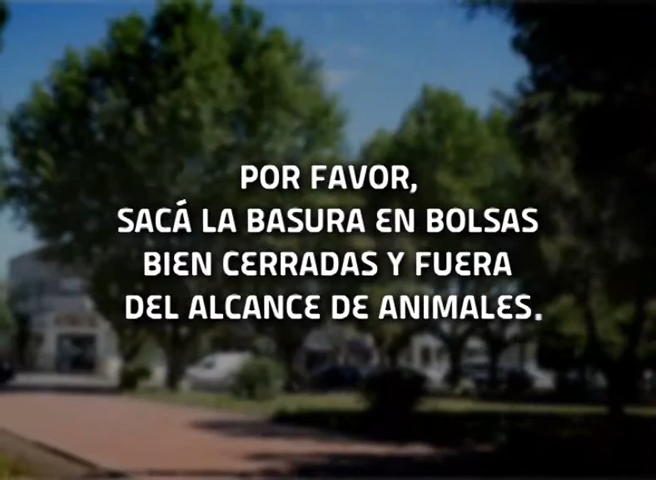 POR FAVOR,
SACÁ LA BASURA EN BOLSAS
BIEN CERRADAS Y FUERA
DEL ALCANCE DE ANIMALES.